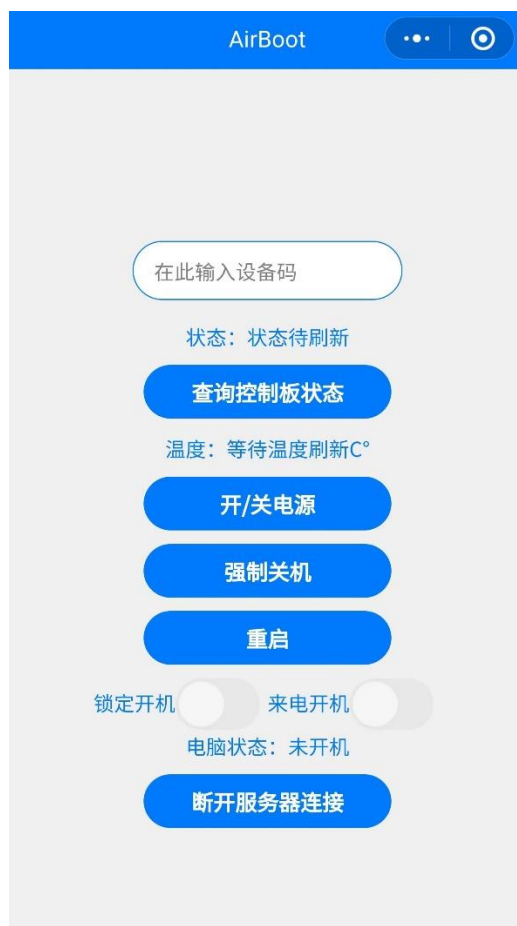 AirBoot
在此输入设备码
状态：状态待刷新
查询控制板状态
温度：等待温度刷新C°
开/关电源
强制关机
重启
锁定开机 来电开机
电脑状态：未开机
断开服务器连接